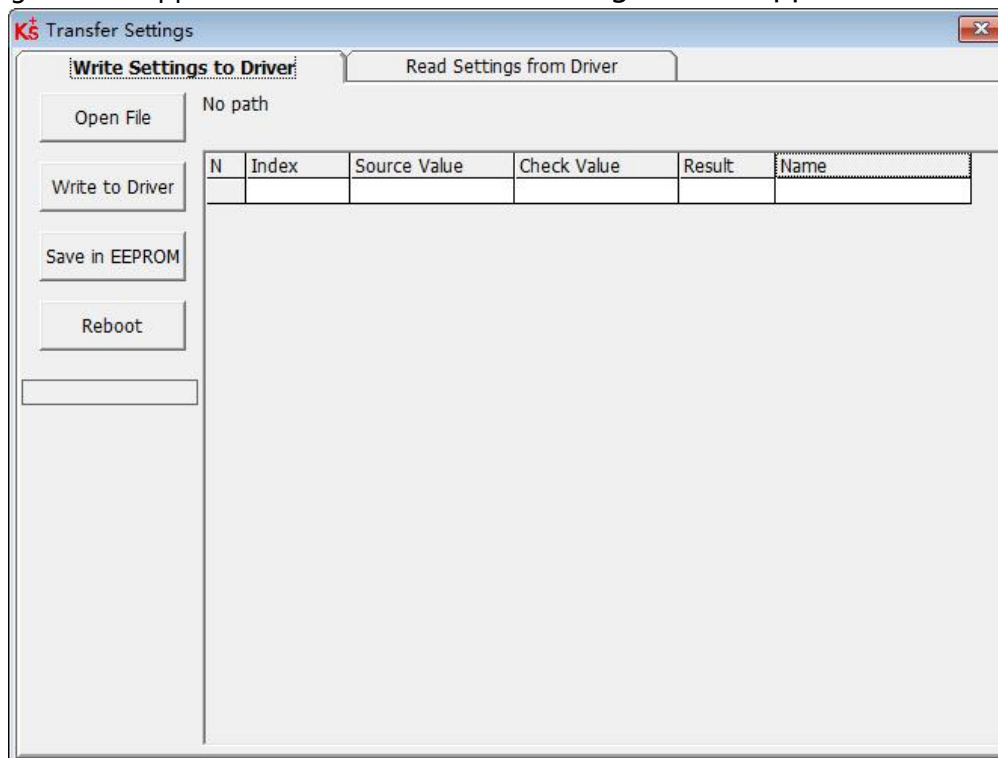 Transfer Settings
Write Settings to Driver
Read Settings from Driver
Open File
No path
N Index Source Value Check Value Result Name
Write to Driver
Save in EEPROM
Reboot